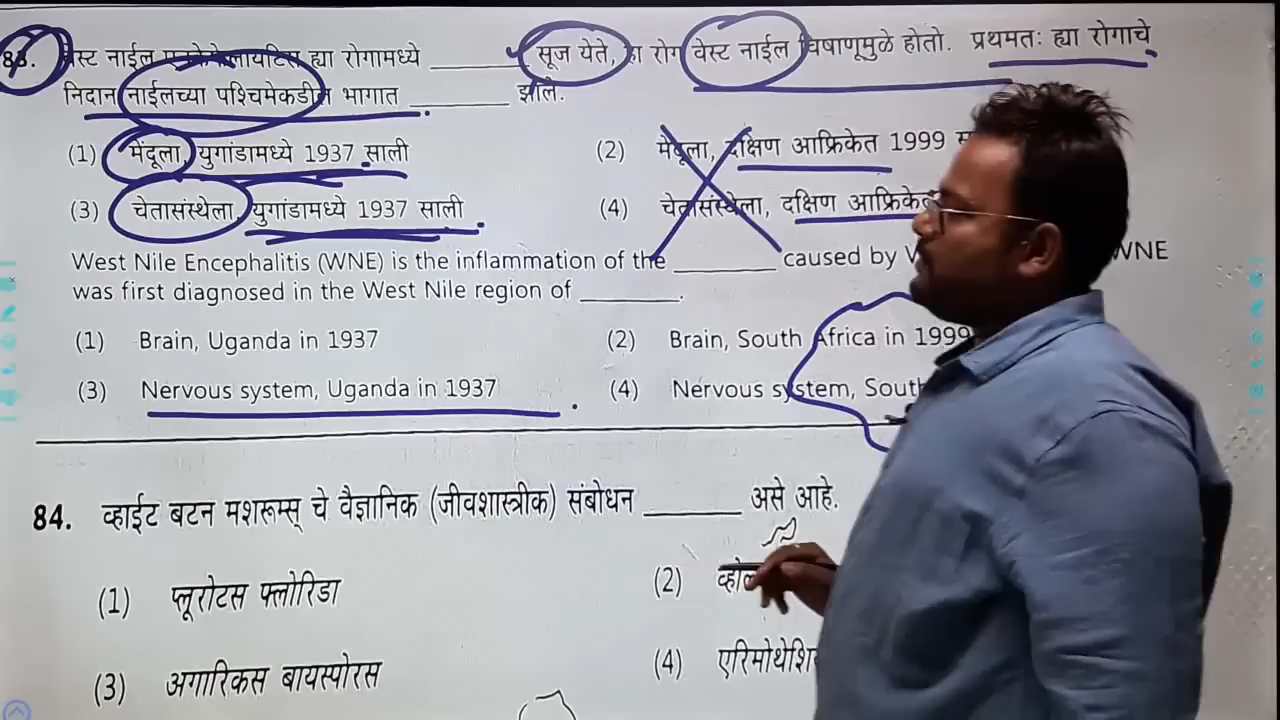 83. वेस्ट नाईल एन्केफेलायटिस ह्या रोगामध्ये ________ सूज येते, हा रोग वेस्ट नाईल विषाणूमुळे होतो. प्रथमतः ह्या रोगाचे
निदान नाईलच्या पश्चिमेकडील भागात ________ झाले.
(1) मेंदूला, युगांडामध्ये 1937 साली
(2) मेंदूला, दक्षिण आफ्रिकेत 1999
(3) चेतासंस्थेला, युगांडामध्ये 1937 साली
(4) चेतासंस्थेला, दक्षिण
West Nile Encephalitis (WNE) is the inflammation of the ________ caused by WNE
was first diagnosed in the West Nile region of ________.
(1) Brain, Uganda in 1937
(2) Brain, South Africa in 1999
(3) Nervous system, Uganda in 1937
(4) Nervous system,
84. व्हाईट बटन मशरूम्स् चे वैज्ञानिक (जीवशास्त्रीक) संबोधन ________ असे आहे.
(1) प्लूरोटस फ्लोरिडा
(2)
(3) अगारिकस बायस्पोरस
(4)